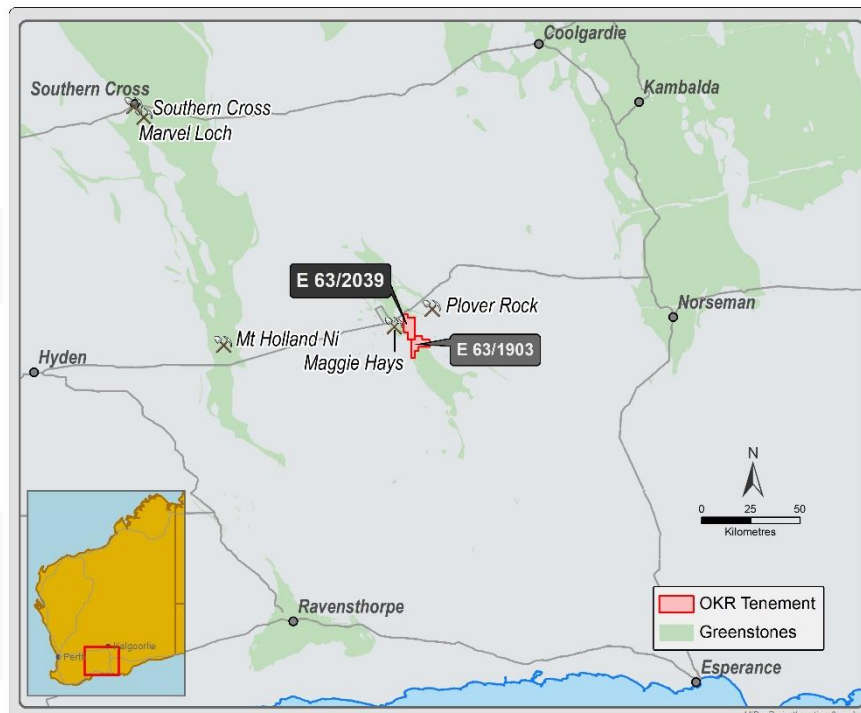 Coolgardie
Southern Cross
Kambalda
Southern Cross
Marvel Loch
E 63/2039
Plover Rock
Norseman
Mt Holland Ni
E 63/1903
Hyden
Maggie Hays
N
0 25 50
Kilometres
Ravensthorpe
OKR Tenement
Greenstones
Kalgoorlie
Perth
Esperance